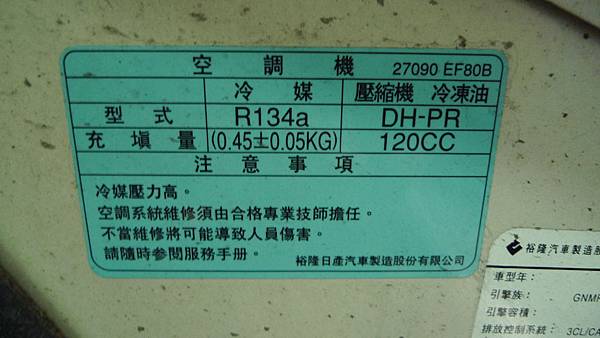 空調機 27090 EF80B
冷媒 壓縮機 冷凍油
型式 R134a DH-PR
充填量 (0.45±0.05KG) 120CC
注意事項
冷媒壓力高。
空調系統維修須由合格專業技師擔任。
不當維修將可能導致人員傷害。
請隨時參閱服務手册。 裕隆日產汽車製造股份有限公司
裕隆汽車製造股
車型年：
引擎族： GNMR
引擎容積：
排放控制系統： 3CL/CA